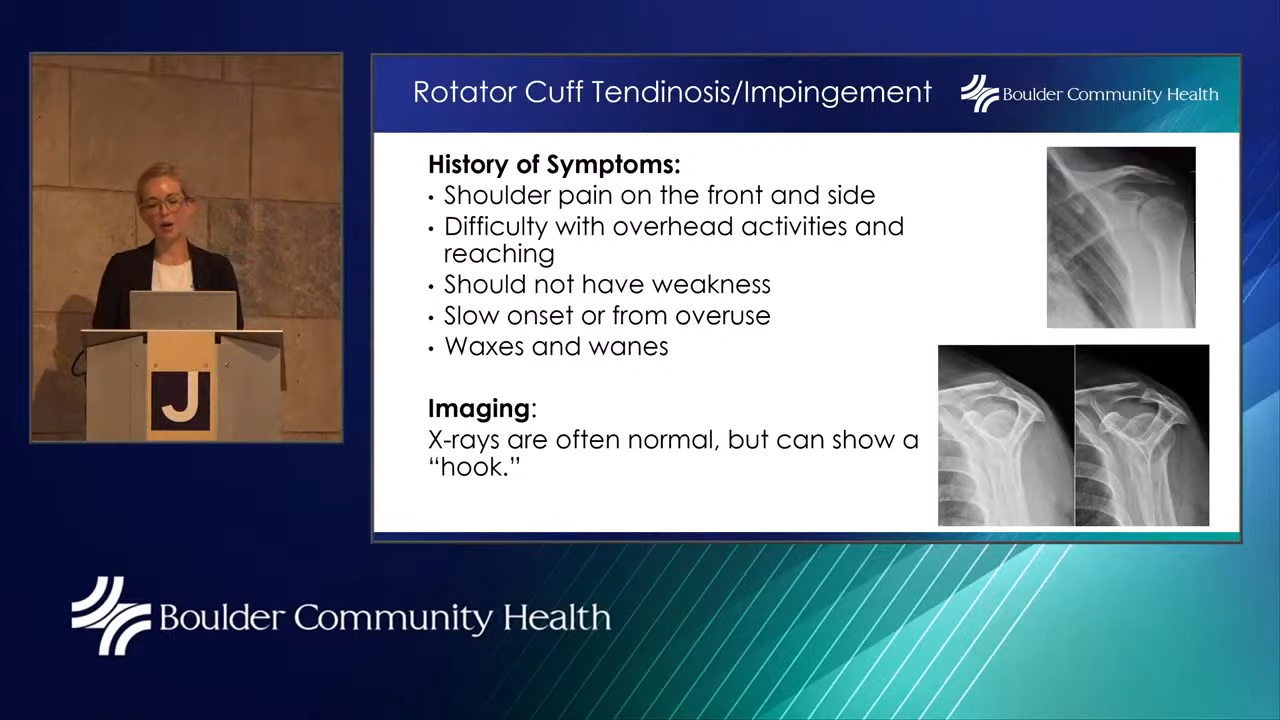 Rotator Cuff Tendinosis/Impingement
Boulder Community Health
History of Symptoms:
• Shoulder pain on the front and side
• Difficulty with overhead activities and
reaching
• Should not have weakness
• Slow onset or from overuse
• Waxes and wanes
Imaging:
X-rays are often normal, but can show a
“hook.”
J
Boulder Community Health